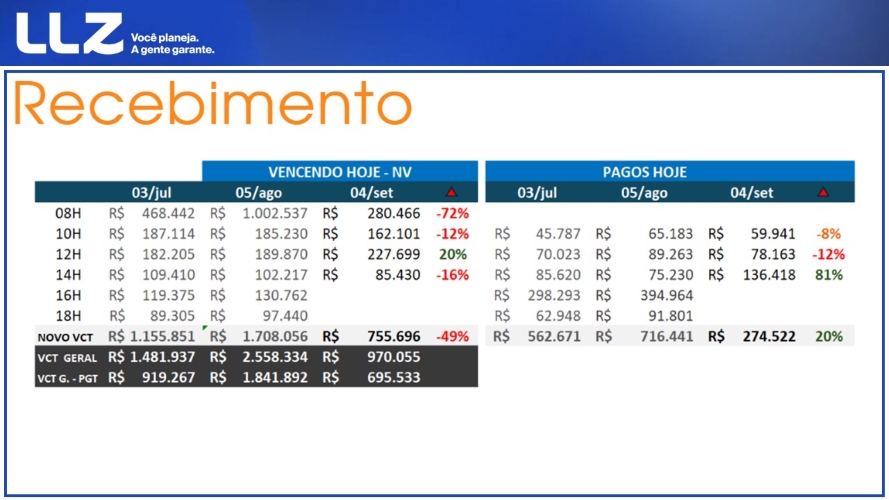 LLZ Você planeja.
A gente garante.
Recebimento
VENCENDO HOJE - NV PAGOS HOJE
03/jul 05/ago 04/set 03/jul 05/ago 04/set
08H R$ 468.442 R$ 1.002.537 R$ 280.466 -72%
10H R$ 187.114 R$ 185.230 R$ 162.101 -12% R$ 45.787 R$ 65.183 R$ 59.941 -8%
12H R$ 182.205 R$ 189.870 R$ 227.699 20% R$ 70.023 R$ 89.263 R$ 78.163 -12%
14H R$ 109.410 R$ 102.217 R$ 85.430 -16% R$ 85.620 R$ 75.230 R$ 136.418 81%
16H R$ 119.375 R$ 130.762 R$ 298.293 R$ 394.964
18H R$ 89.305 R$ 97.440 R$ 62.948 R$ 91.801
NOVO VCT R$ 1.155.851 R$ 1.708.056 R$ 755.696 -49% R$ 562.671 R$ 716.441 R$ 274.522 20%
VCT GERAL R$ 1.481.937 R$ 2.558.334 R$ 970.055
VCT G. - PGT R$ 919.267 R$ 1.841.892 R$ 695.533